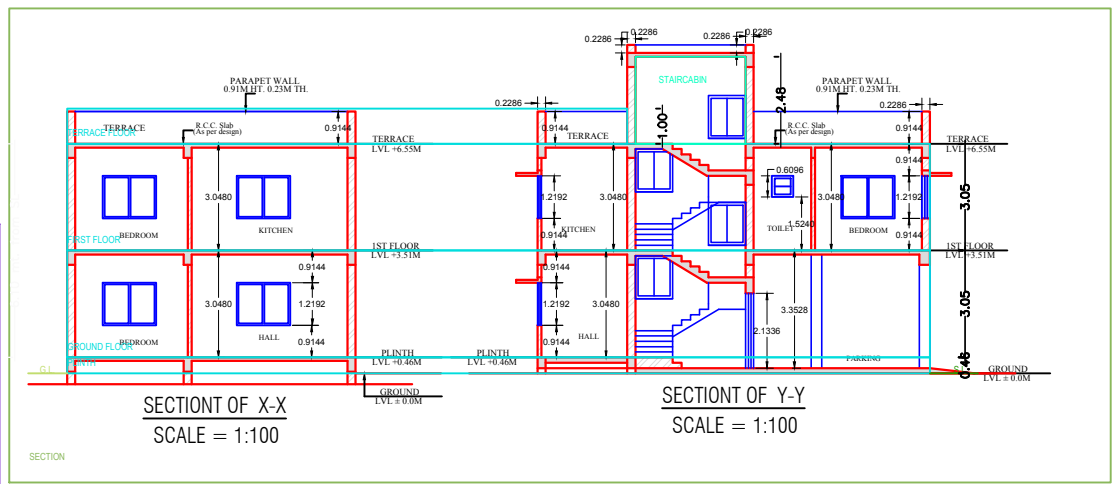 0.2286
0.2286
0.2286
STAIRCABIN
PARAPET WALL
0.91M HT. 0.23M TH.
PARAPET WALL
0.91M HT. 0.23M TH.
2.48
0.2286
0.2286
1.00
TERRACE
TERRACE FLOOR
R.C.C. Slab
(As per design)
0.9144
TERRACE
LVL +6.55M
0.9144
TERRACE
R.C.C. Slab
(As per design)
0.9144
TERRACE
LVL +6.55M
0.9144
0.6096
3.0480
1.2192
3.0480
3.0480
1.2192
3.05
1.5240
BEDROOM
KITCHEN
KITCHEN
TOILET
BEDROOM
0.9144
0.9144
FIRST FLOOR
1ST FLOOR
LVL +3.51M
1ST FLOOR
LVL +3.51M
0.9144
0.9144
3.0480
1.2192
1.2192
3.0480
3.3528
3.05
2.1336
BEDROOM
HALL
0.9144
0.9144
HALL
GROUND FLOOR
PLINTH
PLINTH
LVL +0.46M
PLINTH
LVL +0.46M
PARKING
0.46
G.L
GROUND
LVL ± 0.0M
GROUND
LVL ± 0.0M
SECTIONT OF X-X
SCALE = 1:100
SECTIONT OF Y-Y
SCALE = 1:100
SECTION